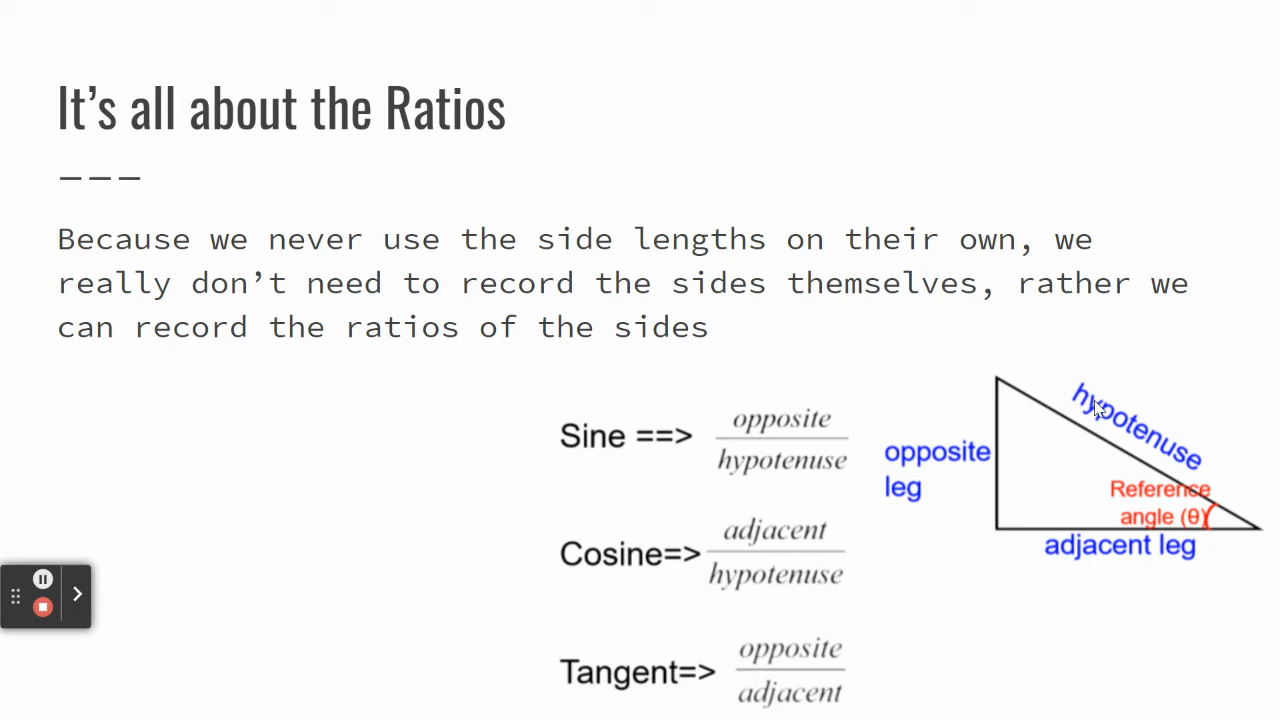 It's all about the Ratios
Because we never use the side lengths on their own, we
really don't need to record the sides themselves, rather we
can record the ratios of the sides
Sine ==> opposite
hypotenuse
Cosine=> adjacent
hypotenuse
Tangent=> opposite
adjacent
hypotenuse
opposite
leg
Reference
angle (θ)
adjacent leg